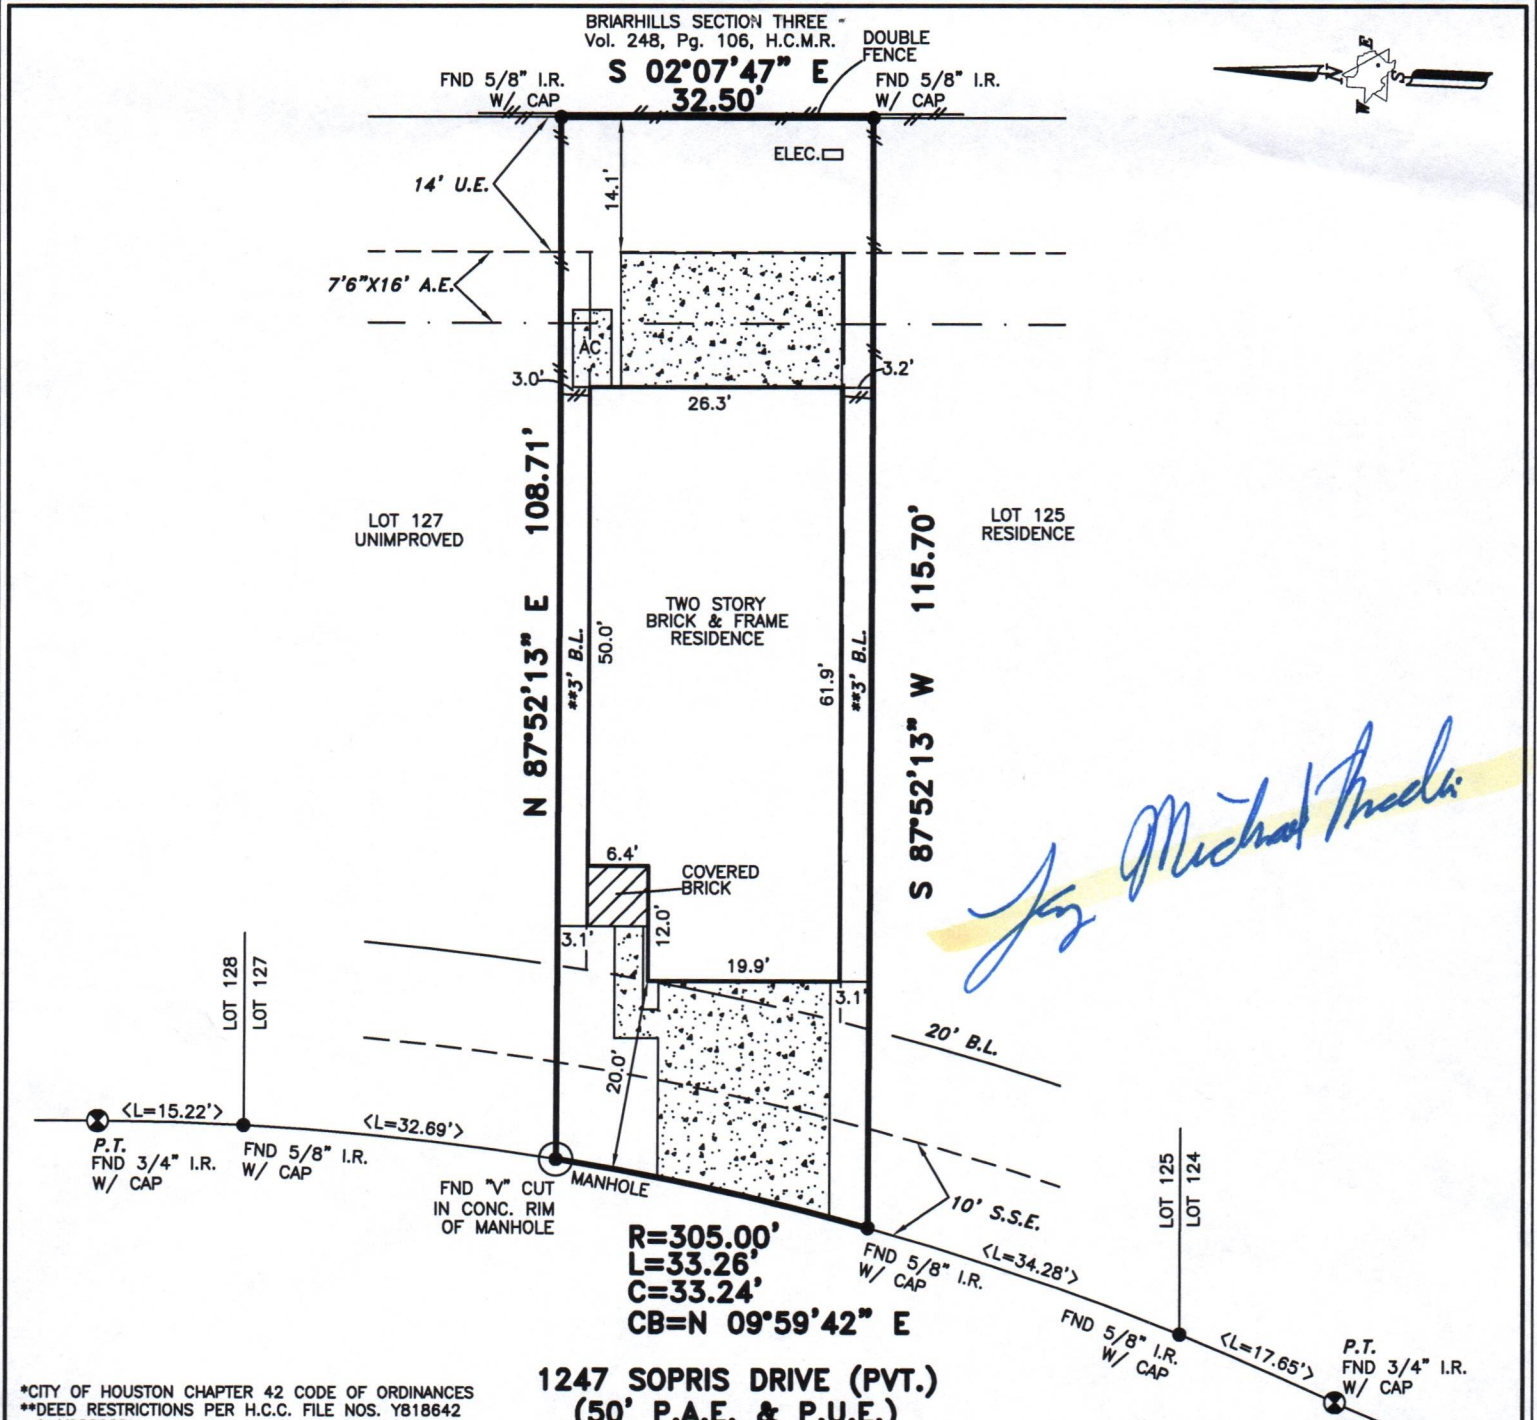 BRIARHILLS SECTION THREE
Vol. 248, Pg. 106, H.C.M.R.
S 02°07'47" E
32.50'
DOUBLE
FENCE
FND 5/8" I.R.
W/ CAP
FND 5/8" I.R.
W/ CAP
N
E
S
W
ELEC.
14' U.E.
14.1'
7'6"X16' A.E.
AC
3.0'
3.2'
26.3'
N 87°52'13" E 108.71'
S 87°52'13" W 115.70'
LOT 127
UNIMPROVED
LOT 125
RESIDENCE
TWO STORY
BRICK & FRAME
RESIDENCE
**3' B.L.
50.0'
61.9'
**3' B.L.
6.4'
COVERED
BRICK
12.0'
3.1'
19.9'
3.1'
Michael
LOT 128
LOT 127
20' B.L.
20.0'
<L=15.22'>
<L=32.69'>
P.T.
FND 3/4" I.R.
W/ CAP
FND 5/8" I.R.
W/ CAP
FND "V" CUT
IN CONC. RIM
OF MANHOLE
MANHOLE
10' S.S.E.
LOT 125
LOT 124
R=305.00'
L=33.26'
C=33.24'
CB=N 09°59'42" E
FND 5/8" I.R.
W/ CAP
<L=34.28'>
FND 5/8" I.R.
W/ CAP
<L=17.65'>
P.T.
FND 3/4" I.R.
W/ CAP
1247 SOPRIS DRIVE (PVT.)
(50' P.A.E. & P.U.E.)
*CITY OF HOUSTON CHAPTER 42 CODE OF ORDINANCES
**DEED RESTRICTIONS PER H.C.C. FILE NOS. Y818642